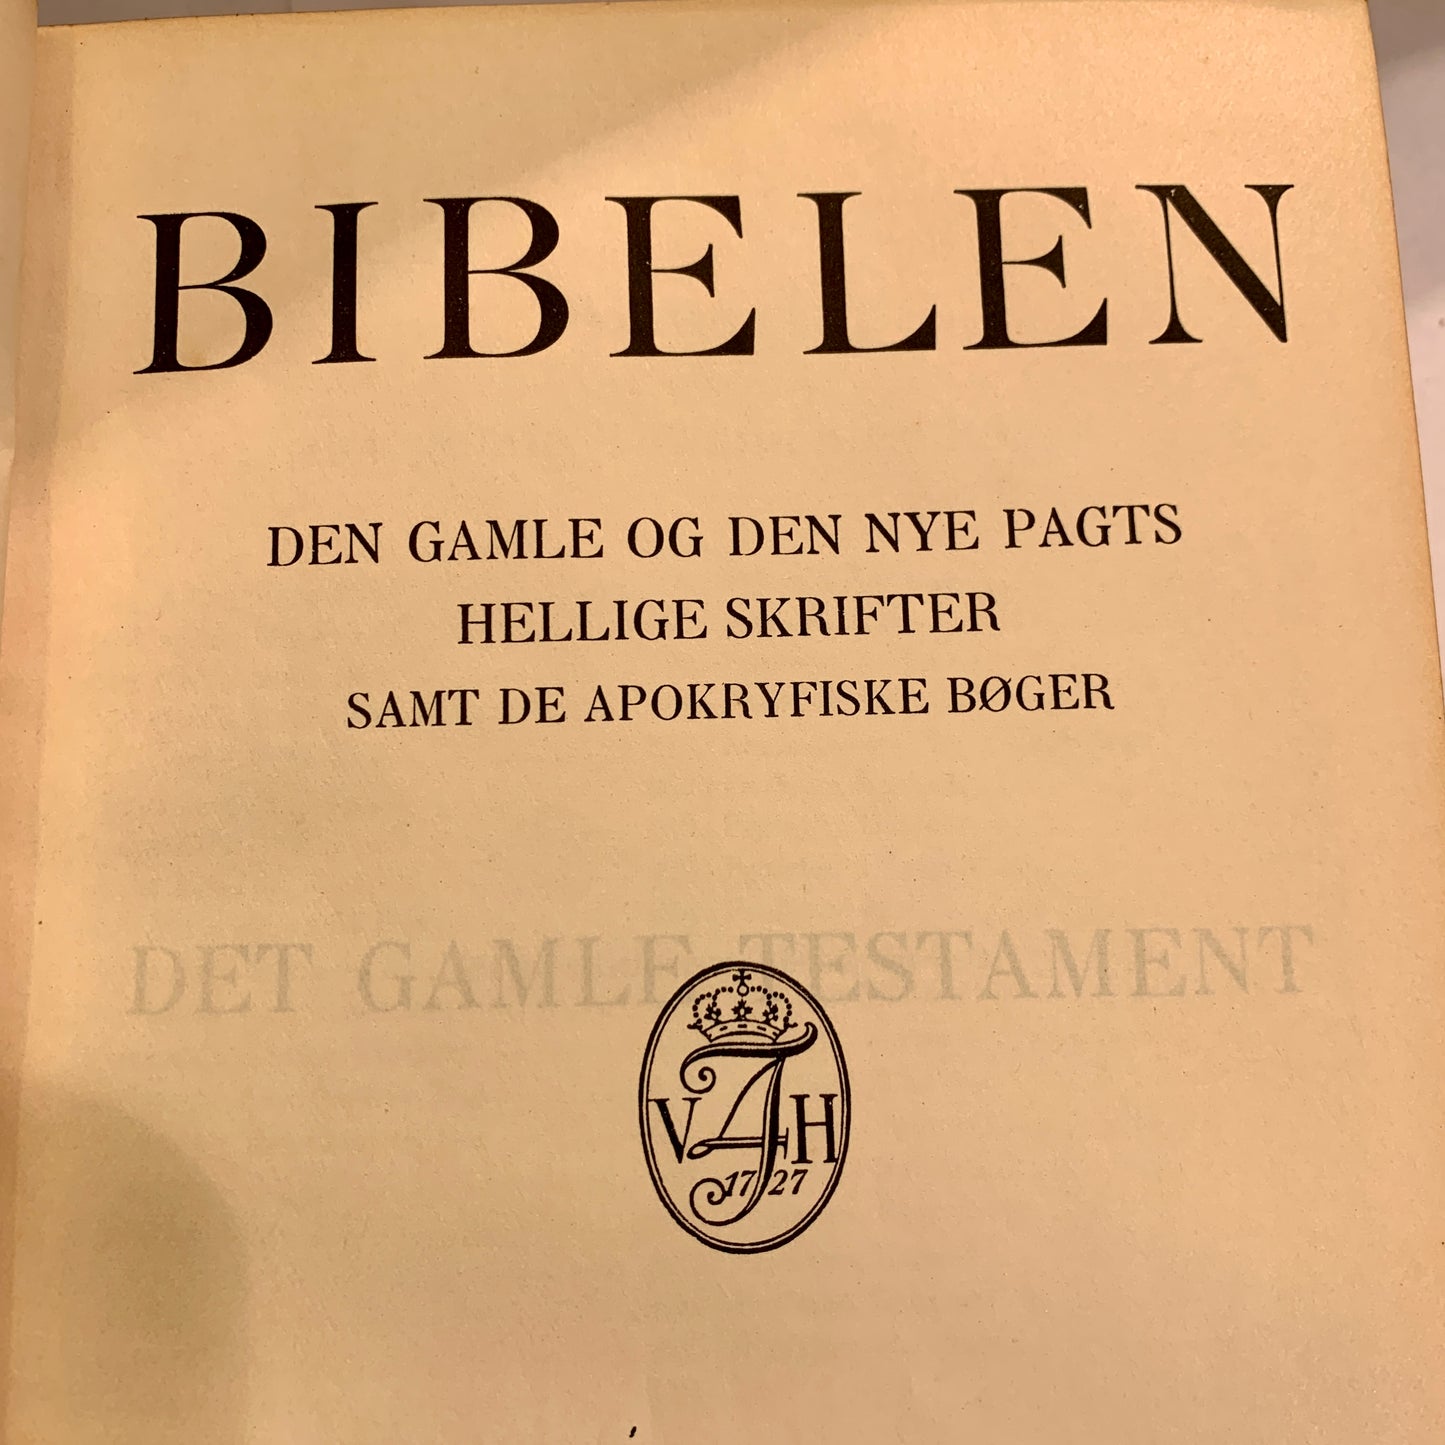 BIBELEN
DEN GAMLE OG DEN NYE PAGTS
HELLIGE SKRIFTER
SAMT DE APOKRYFISKE BØGER
DET GAMLE TESTAMENT
V H
1727